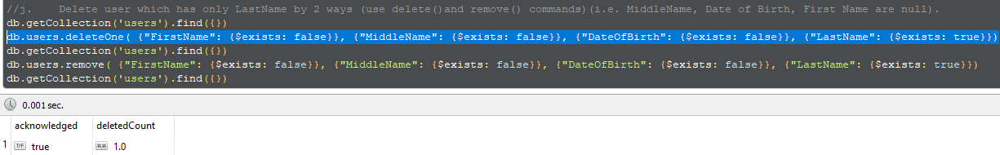 //j. Delete user which has only LastName by 2 ways (use delete()and remove() commands)(i.e. MiddleName, Date of Birth, First Name are null).
db.getCollection('users').find({})
db.users.deleteOne( {"FirstName": {$exists: false}}, {"MiddleName": {$exists: false}}, {"DateOfBirth": {$exists: false}}, {"LastName": {$exists: true}})
db.getCollection('users').find({})
db.users.remove( {"FirstName": {$exists: false}}, {"MiddleName": {$exists: false}}, {"DateOfBirth": {$exists: false}}, {"LastName": {$exists: true}})
db.getCollection('users').find({})
0.001 sec.
acknowledged deletedCount
1 T/F true #.# 1.0